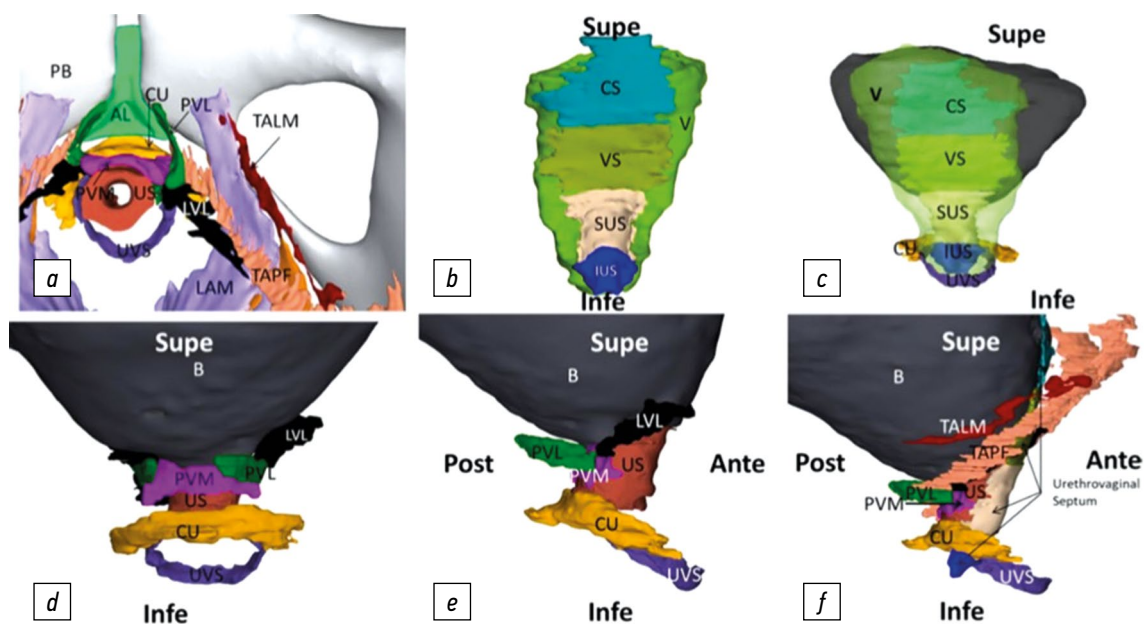 PB
CU
PVL
AL
TALM
PVM
US
LVL
UVS
TAPF
LAM
a
Supe
CS
V
VS
SUS
IUS
Infe
b
Supe
V
CS
VS
SUS
CU
IUS
UVS
Infe
c
Supe
B
LVL
PVL
PVM
US
CU
UVS
d
Infe
Supe
B
LVL
PVL
US
Post
Ante
PVM
CU
UVS
e
Infe
Supe
B
TALM
TAPF
Post
Ante
PVL
US
Urethrovaginal
Septum
PVM
CU
UVS
f
Infe